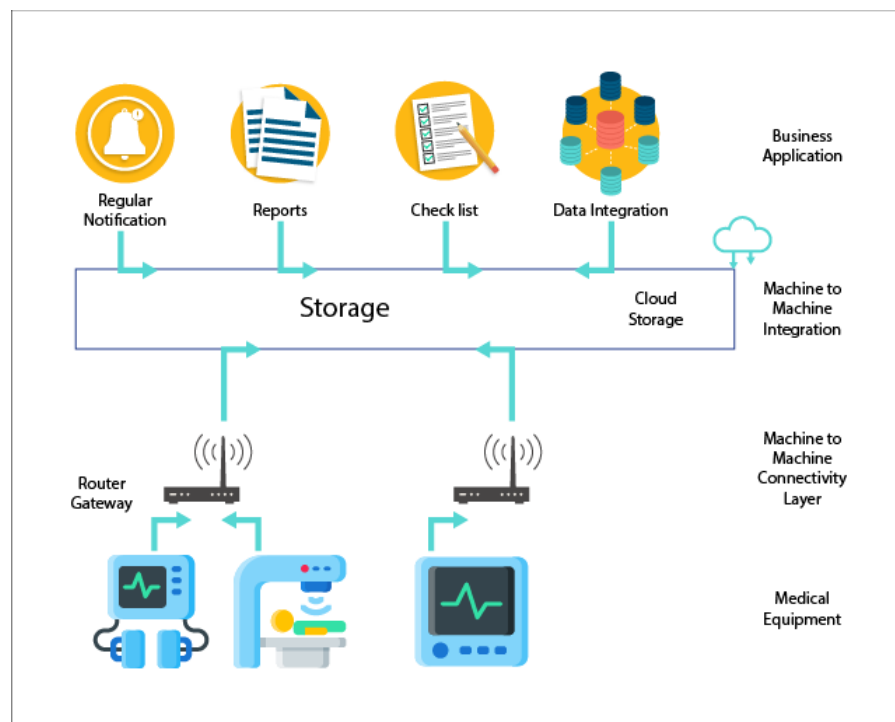 Business
Application
Regular
Notification
Reports
Check list
Data Integration
Storage
Cloud
Storage
Machine to
Machine
Integration
Router
Gateway
Machine to
Machine
Connectivity
Layer
Medical
Equipment